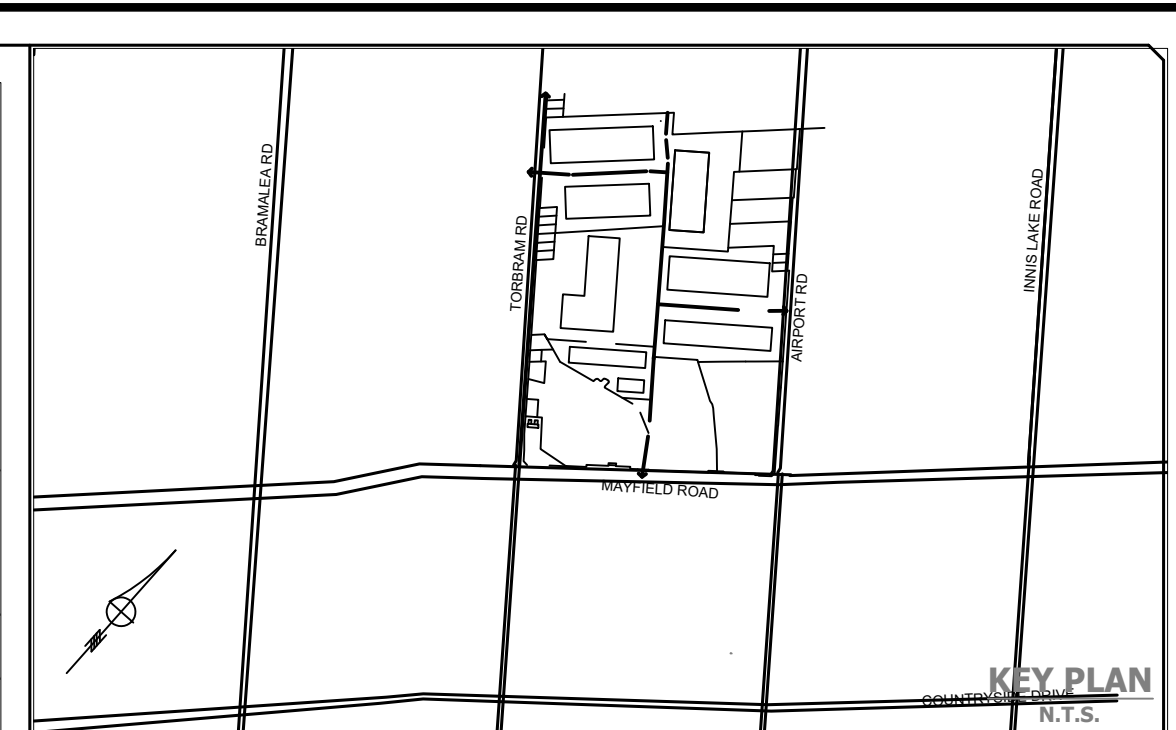 BRAMALEA RD
TORBRAM RD
AIRPORT RD
INNIS LAKE ROAD
MAYFIELD ROAD
COUNTRYSIDE DRIVE
KEY PLAN
N.T.S.